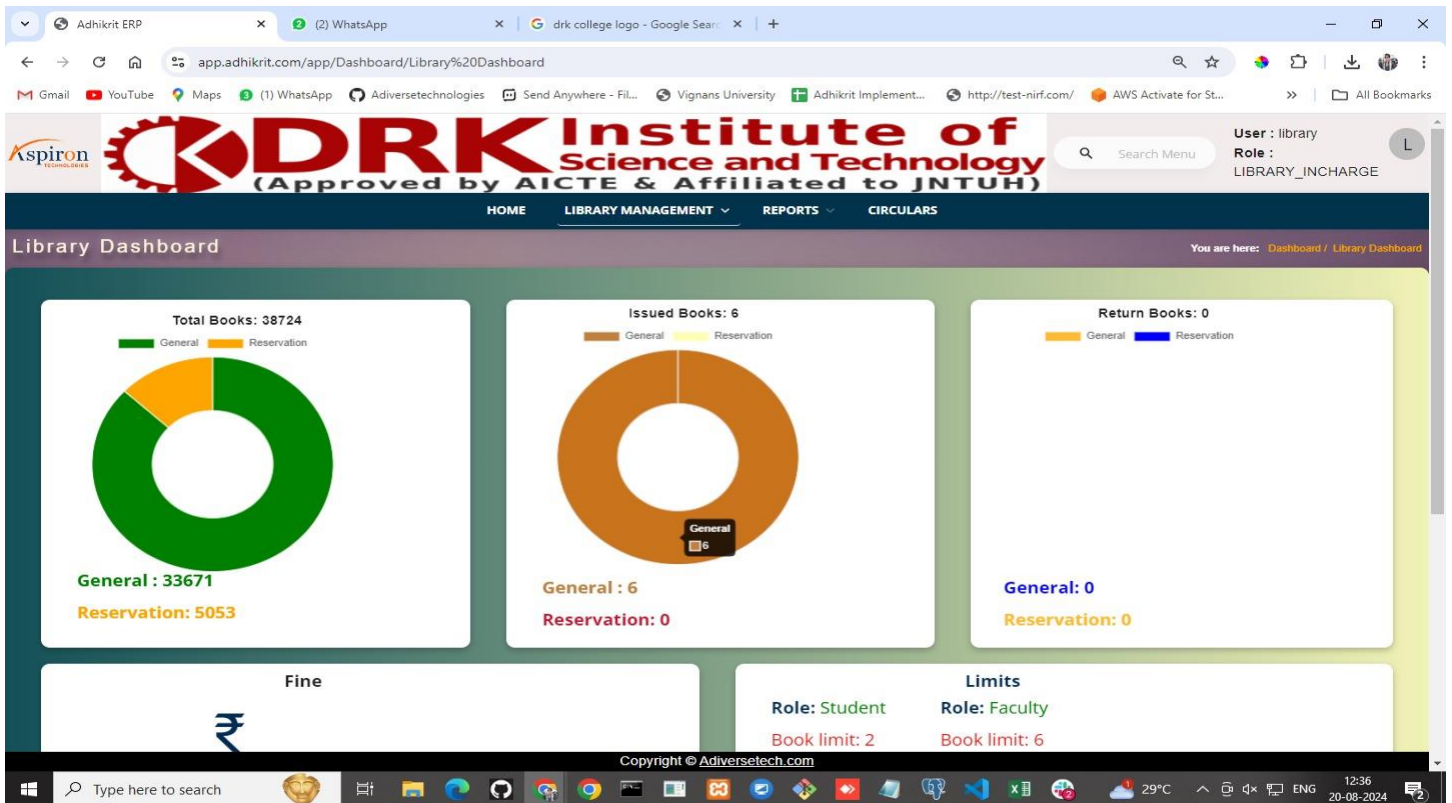 Adhikrit ERP
2 (2) WhatsApp
drk college logo - Google Searc
app.adhikrit.com/app/Dashboard/Library%20Dashboard
Gmail YouTube Maps (1) WhatsApp Adiversetechnologies Send Anywhere - Fil... Vignans University Adhikrit Implement... http://test-nirf.com/ AWS Activate for St... » All Bookmarks
Aspiron
TECHNOLOGIES
DRK Institute of
Science and Technology
(Approved by AICTE & Affiliated to JNTUH)
Search Menu
User : library
Role :
LIBRARY_INCHARGE
L
HOME LIBRARY MANAGEMENT REPORTS CIRCULARS
Library Dashboard
You are here: Dashboard / Library Dashboard
Total Books: 38724
General Reservation
General : 33671
Reservation: 5053
Issued Books: 6
General Reservation
General
6
General : 6
Reservation: 0
Return Books: 0
General Reservation
General: 0
Reservation: 0
Fine
₹
Limits
Role: Student Role: Faculty
Book limit: 2 Book limit: 6
Copyright © Adiversetech.com
Type here to search
29°C
ENG
12:36
20-08-2024
2